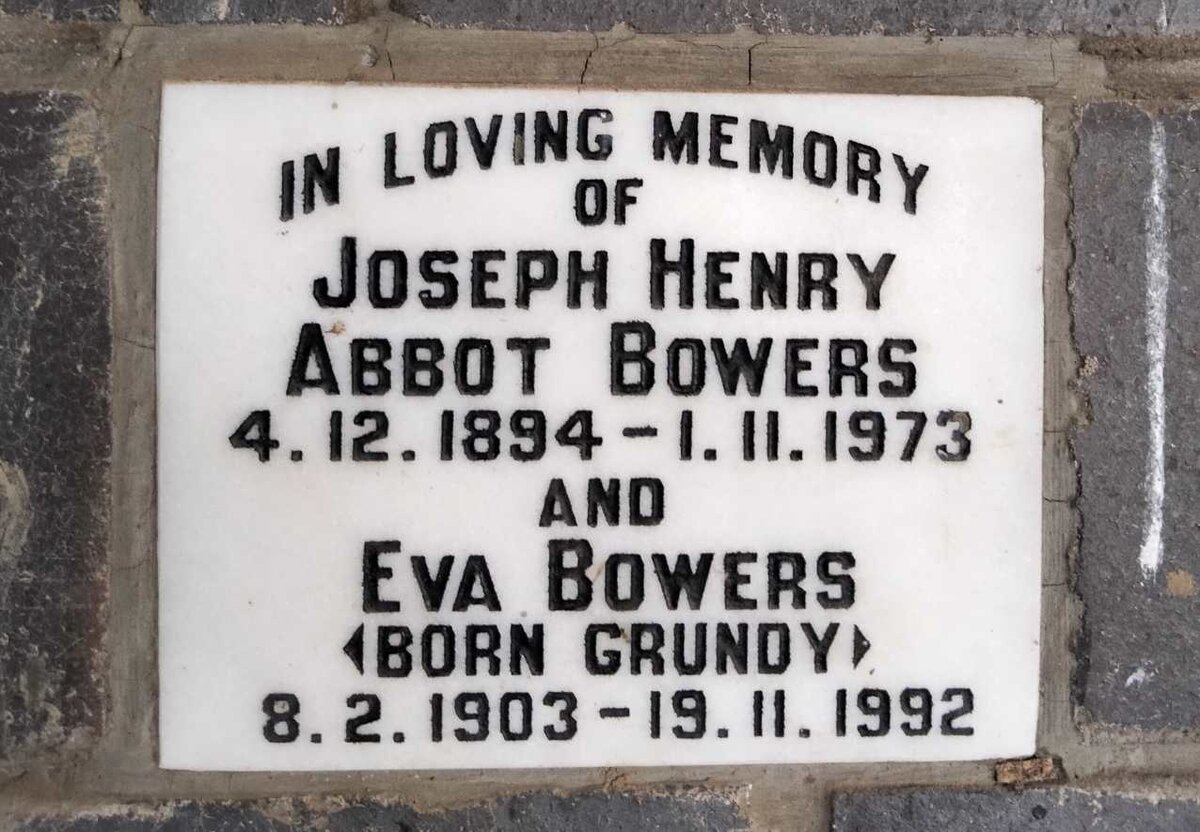 IN LOVING MEMORY
OF
JOSEPH HENRY
ABBOT BOWERS
4.12.1894 - 1.11.1973
AND
EVA BOWERS
(BORN GRUNDY)
8.2.1903 - 19.11.1992